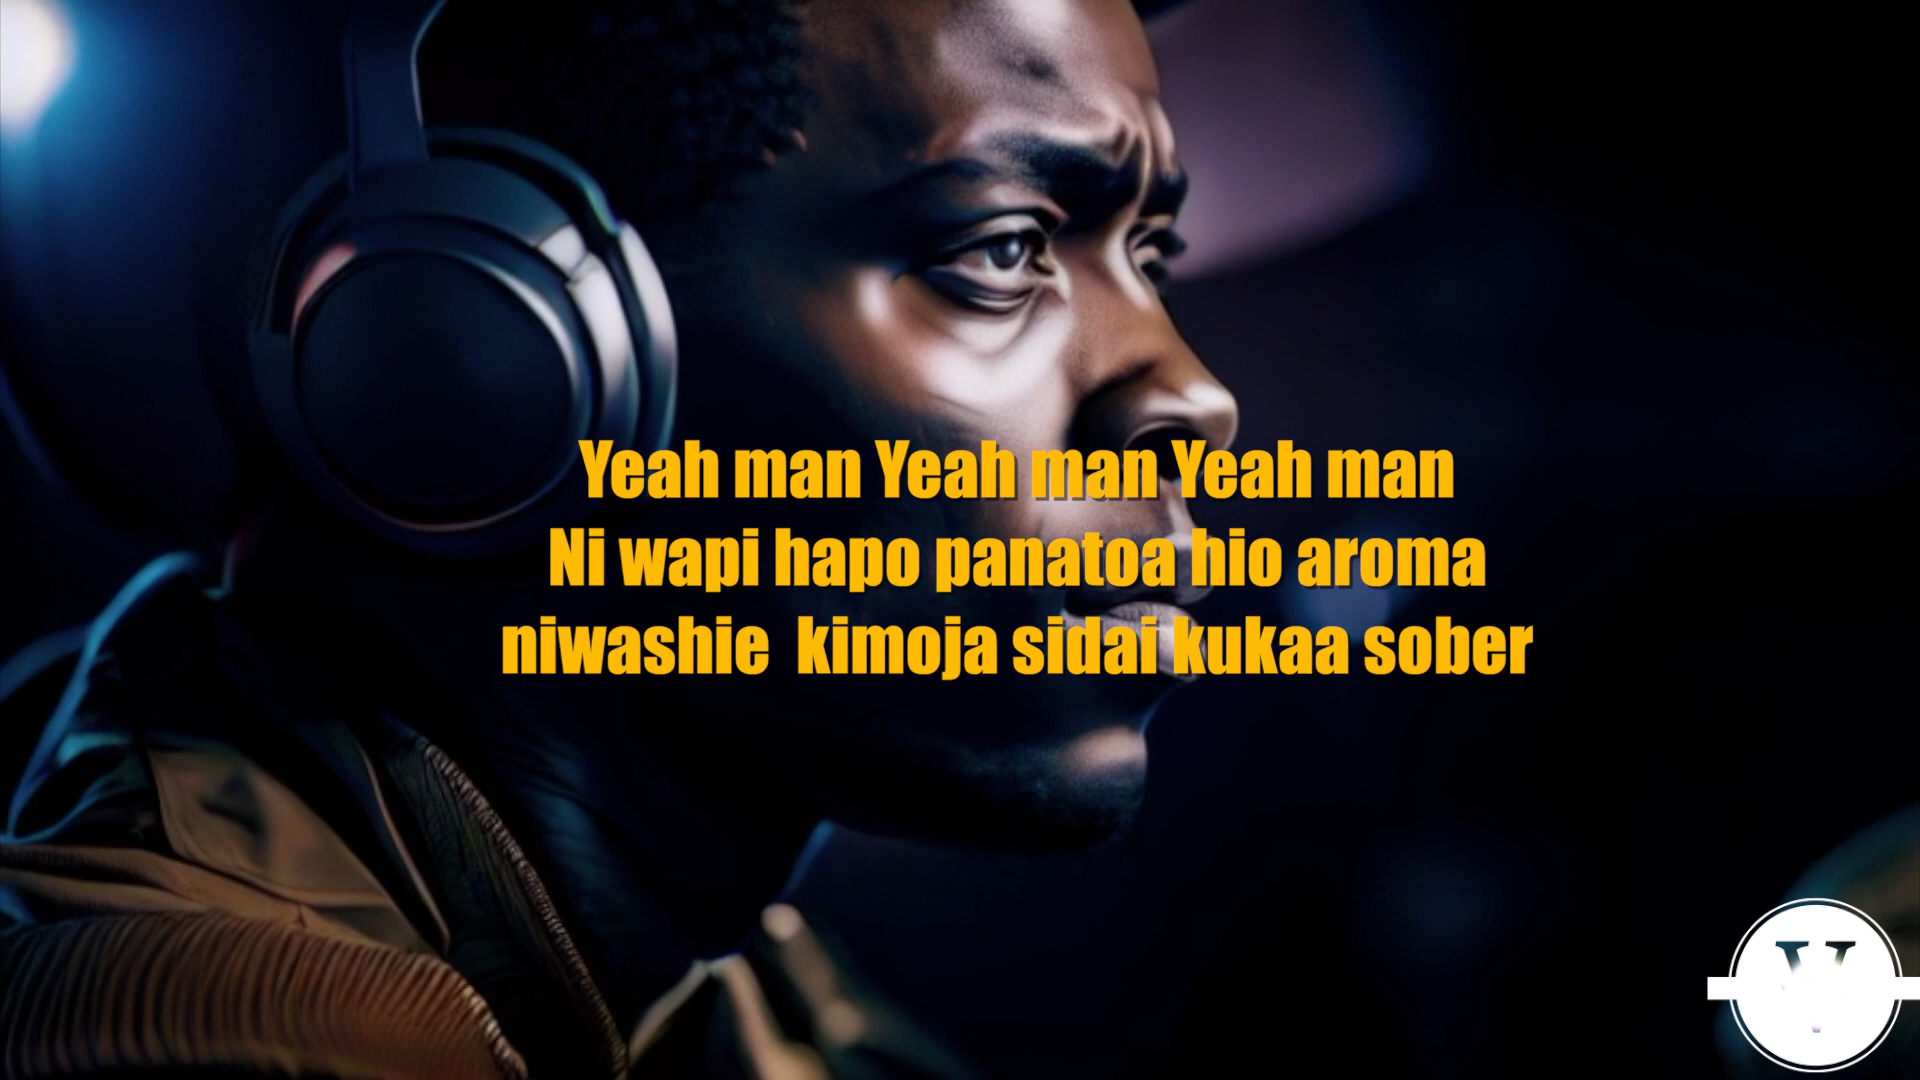 Yeah man Yeah man Yeah man
Ni wapi hapo panatoa hio aroma
niwashie kimoja sidai kukaa sober
V